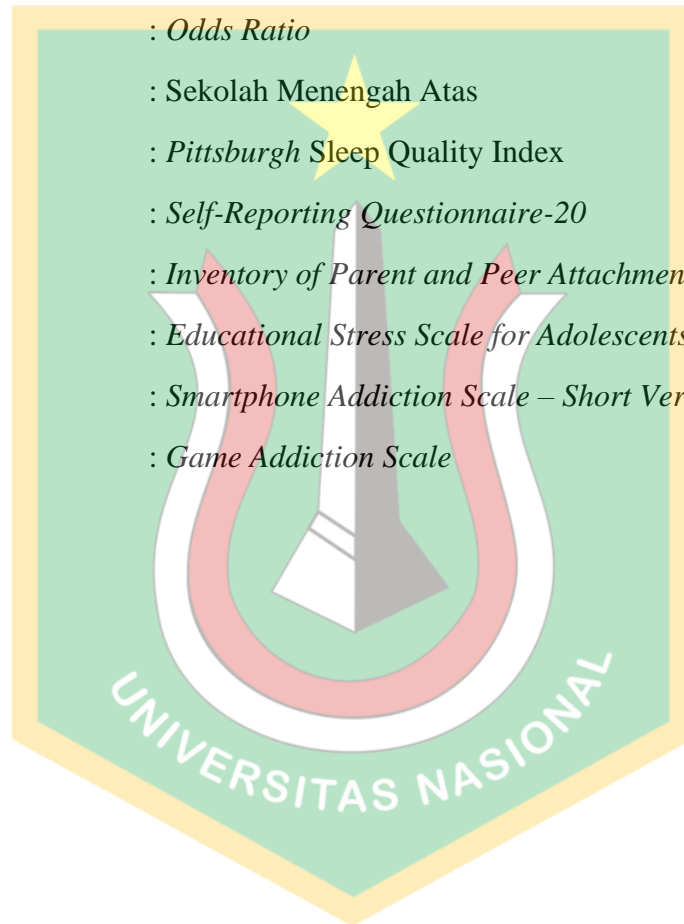 : Odds Ratio
: Sekolah Menengah Atas
: Pittsburgh Sleep Quality Index
: Self-Reporting Questionnaire-20
: Inventory of Parent and Peer Attachmen
: Educational Stress Scale for Adolescents
: Smartphone Addiction Scale – Short Ver
: Game Addiction Scale
UNIVERSITAS NASIONAL